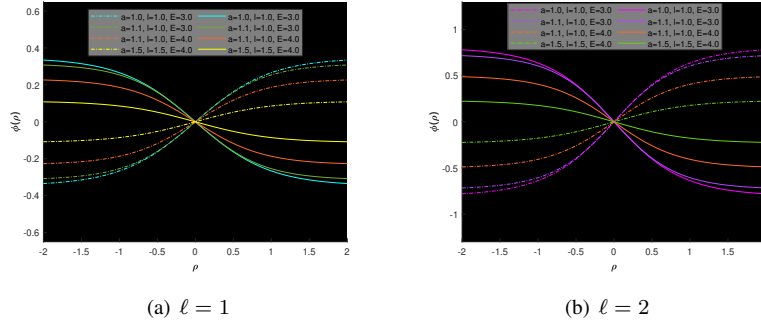 0.6
0.4
0.2
0
-0.2
-0.4
-0.6
ϕ(ρ)
a=1.0, l=1.0, E=3.0 a=1.0, l=1.0, E=3.0
a=1.1, l=1.0, E=3.0 a=1.1, l=1.0, E=3.0
a=1.1, l=1.0, E=4.0 a=1.1, l=1.0, E=4.0
a=1.5, l=1.5, E=4.0 a=1.5, l=1.5, E=4.0
-2 -1.5 -1 -0.5 0 0.5 1 1.5 2
ρ
(a) ℓ = 1
1
0.5
0
-0.5
-1
ϕ(ρ)
a=1.0, l=1.0, E=3.0 a=1.0, l=1.0, E=3.0
a=1.1, l=1.0, E=3.0 a=1.1, l=1.0, E=3.0
a=1.1, l=1.0, E=4.0 a=1.1, l=1.0, E=4.0
a=1.5, l=1.5, E=4.0 a=1.5, l=1.5, E=4.0
-2 -1.5 -1 -0.5 0 0.5 1 1.5
ρ
(b) ℓ = 2